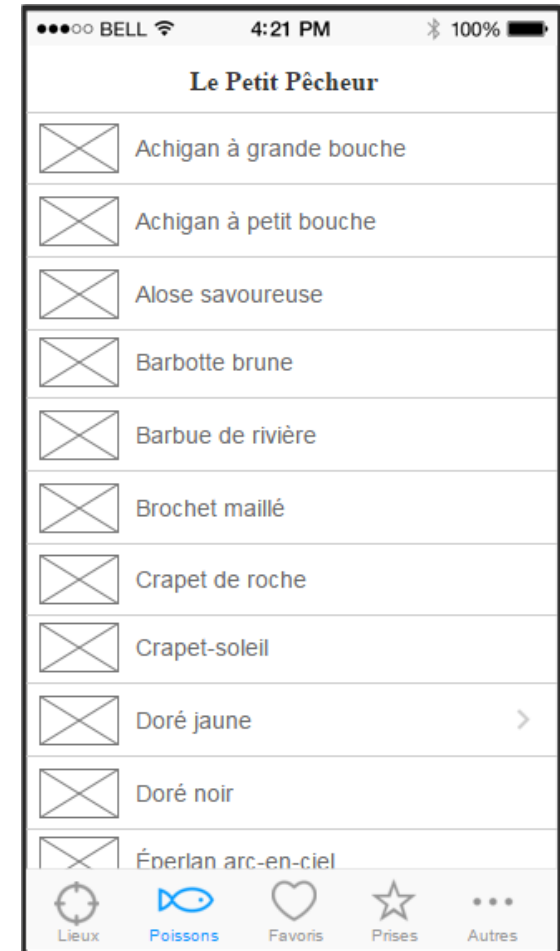 BELL 4:21 PM 100%
Le Petit Pêcheur
Achigan à grande bouche
Achigan à petit bouche
Alose savoureuse
Barbotte brune
Barbue de rivière
Brochet maillé
Crapet de roche
Crapet-soleil
Doré jaune
Doré noir
Éperlan arc-en-ciel
Lieux Poissons Favoris Prises Autres